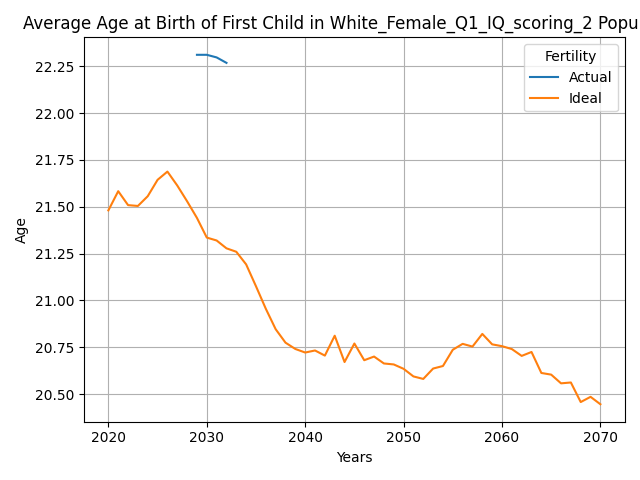 Average Age at Birth of First Child in White_Female_Q1_IQ_scoring_2 Popu
Fertility
Actual
Ideal
22.25
22.00
21.75
21.50
21.25
21.00
20.75
20.50
Age
2020 2030 2040 2050 2060 2070
Years